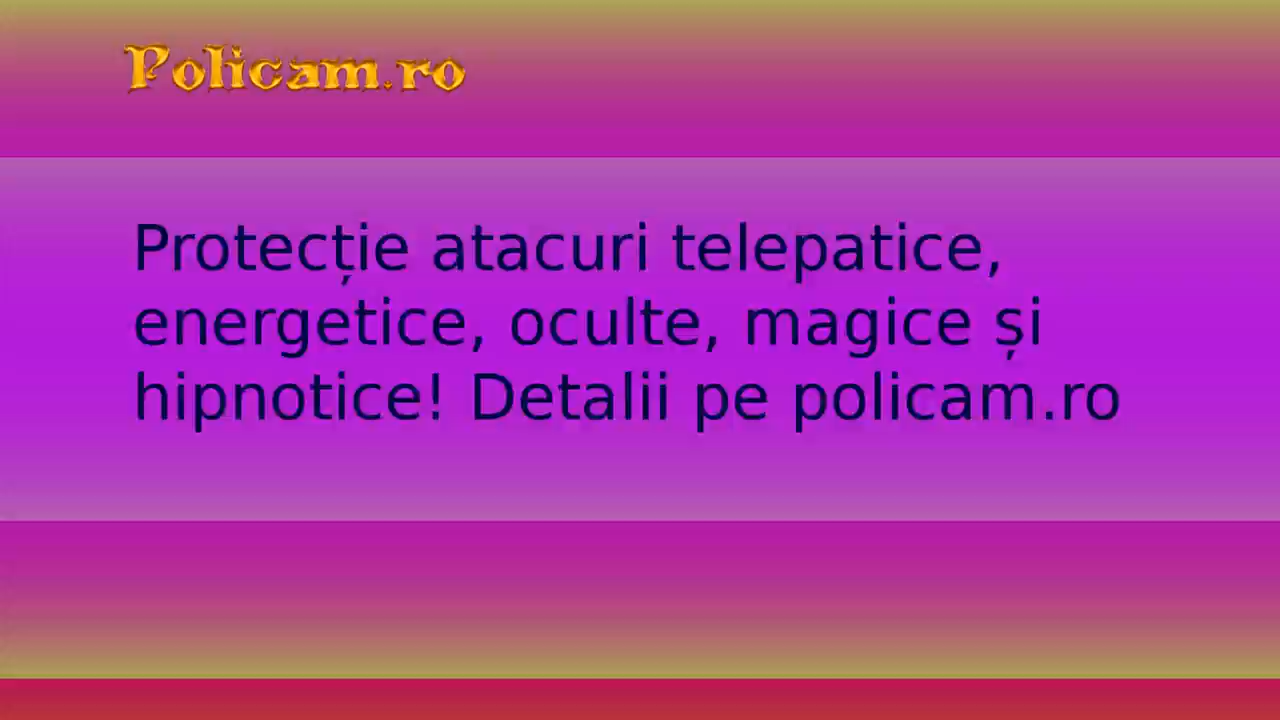 Policam.ro
Protecție atacuri telepatice,
energetice, oculte, magice și
hipnotice! Detalii pe policam.ro